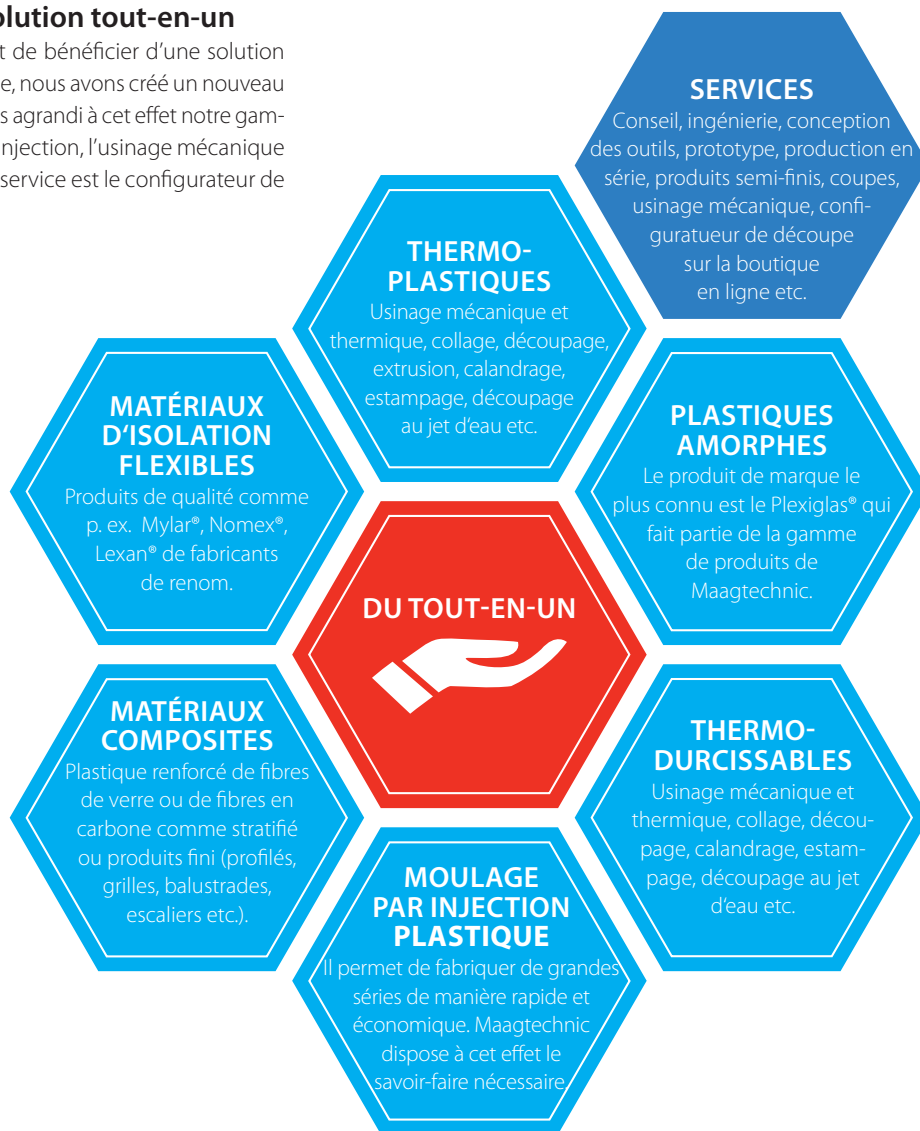 olution tout-en-un
t de bénéficier d'une solution
e, nous avons créé un nouveau
s agrandi à cet effet notre gam-
injection, l'usinage mécanique
service est le configurateur de
SERVICES
Conseil, ingénierie, conception
des outils, prototype, production en
série, produits semi-finis, coupes,
usinage mécanique, confi-
guratueur de découpe
sur la boutique
en ligne etc.
THERMO-
PLASTIQUES
Usinage mécanique et
thermique, collage, découpage,
extrusion, calandrage,
estampage, découpage
au jet d'eau etc.
MATÉRIAUX
D'ISOLATION
FLEXIBLES
Produits de qualité comme
p. ex. Mylar®, Nomex®,
Lexan® de fabricants
de renom.
PLASTIQUES
AMORPHES
Le produit de marque le
plus connu est le Plexiglas® qui
fait partie de la gamme
de produits de
Maagtechnic.
DU TOUT-EN-UN
MATÉRIAUX
COMPOSITES
Plastique renforcé de fibres
de verre ou de fibres en
carbone comme stratifié
ou produits fini (profilés,
grilles, balustrades,
escaliers etc.).
THERMO-
DURCISSABLES
Usinage mécanique et
thermique, collage, décou-
page, calandrage, estam-
page, découpage au jet
d'eau etc.
MOULAGE
PAR INJECTION
PLASTIQUE
Il permet de fabriquer de grandes
séries de manière rapide et
économique. Maagtechnic
dispose à cet effet le
savoir-faire nécessaire.